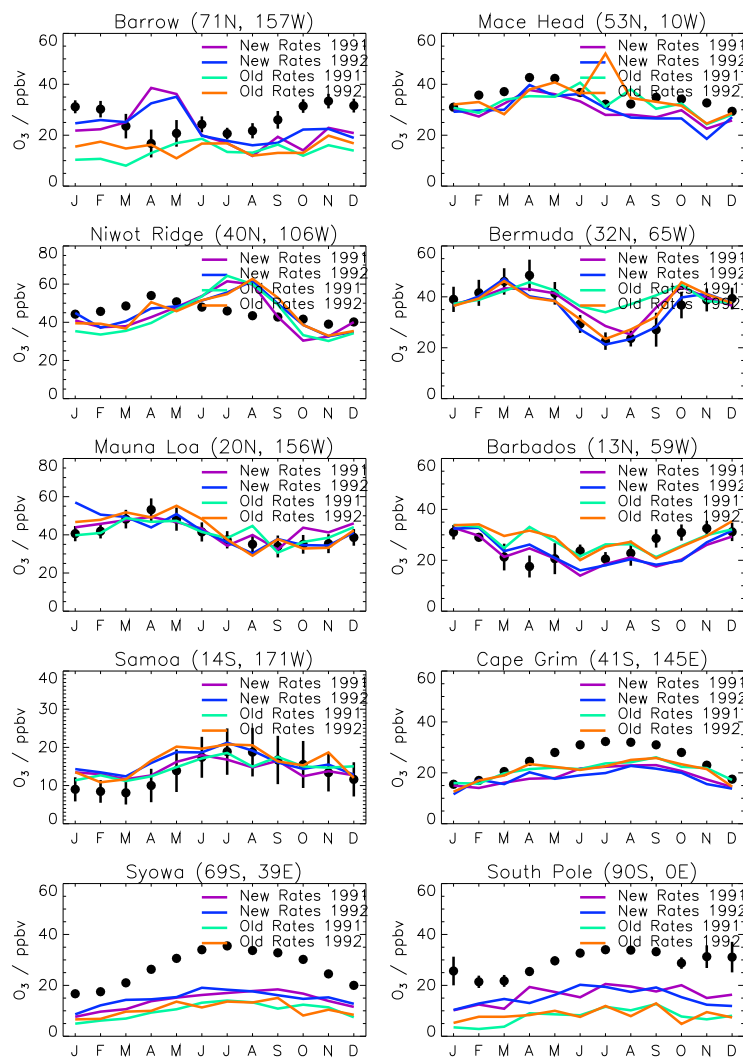 Barrow (71N, 157W)
60
40
20
0
O3 / ppbv
New Rates 1991
New Rates 1992
Old Rates 1991
Old Rates 1992
J F M A M J J A S O N D
Mace Head (53N, 10W)
60
40
20
0
O3 / ppbv
New Rates 1991
New Rates 1992
Old Rates 1991
Old Rates 1992
J F M A M J J A S O N D
Niwot Ridge (40N, 106W)
80
60
40
20
0
O3 / ppbv
New Rates 1991
New Rates 1992
Old Rates 1991
Old Rates 1992
J F M A M J J A S O N D
Bermuda (32N, 65W)
60
40
20
0
O3 / ppbv
New Rates 1991
New Rates 1992
Old Rates 1991
Old Rates 1992
J F M A M J J A S O N D
Mauna Loa (20N, 156W)
80
60
40
20
0
O3 / ppbv
New Rates 1991
New Rates 1992
Old Rates 1991
Old Rates 1992
J F M A M J J A S O N D
Barbados (13N, 59W)
60
40
20
0
O3 / ppbv
New Rates 1991
New Rates 1992
Old Rates 1991
Old Rates 1992
J F M A M J J A S O N D
Samoa (14S, 171W)
40
30
20
10
0
O3 / ppbv
New Rates 1991
New Rates 1992
Old Rates 1991
Old Rates 1992
J F M A M J J A S O N D
Cape Grim (41S, 145E)
60
40
20
0
O3 / ppbv
New Rates 1991
New Rates 1992
Old Rates 1991
Old Rates 1992
J F M A M J J A S O N D
Syowa (69S, 39E)
60
40
20
0
O3 / ppbv
New Rates 1991
New Rates 1992
Old Rates 1991
Old Rates 1992
J F M A M J J A S O N D
South Pole (90S, 0E)
60
40
20
0
O3 / ppbv
New Rates 1991
New Rates 1992
Old Rates 1991
Old Rates 1992
J F M A M J J A S O N D